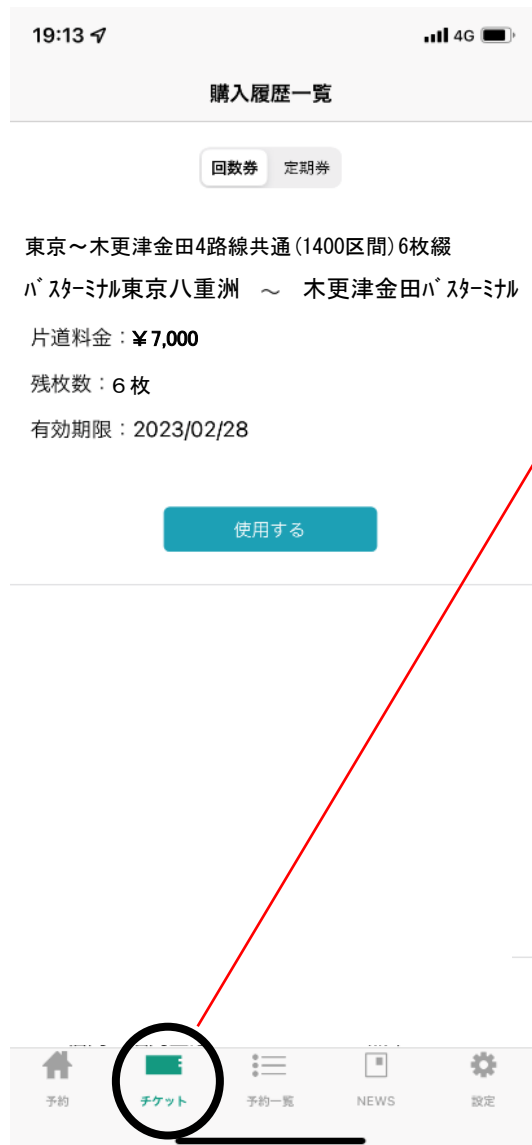 19:13 4G
購入履歴一覧
回数券 定期券
東京～木更津金田4路線共通(1400区間)6枚綴
ﾊﾞｽﾀｰﾐﾅﾙ東京八重洲 ～ 木更津金田ﾊﾞｽﾀｰﾐﾅﾙ
片道料金：¥7,000
残枚数：６枚
有効期限：2023/02/28
使用する
予約 チケット 予約一覧 NEWS 設定